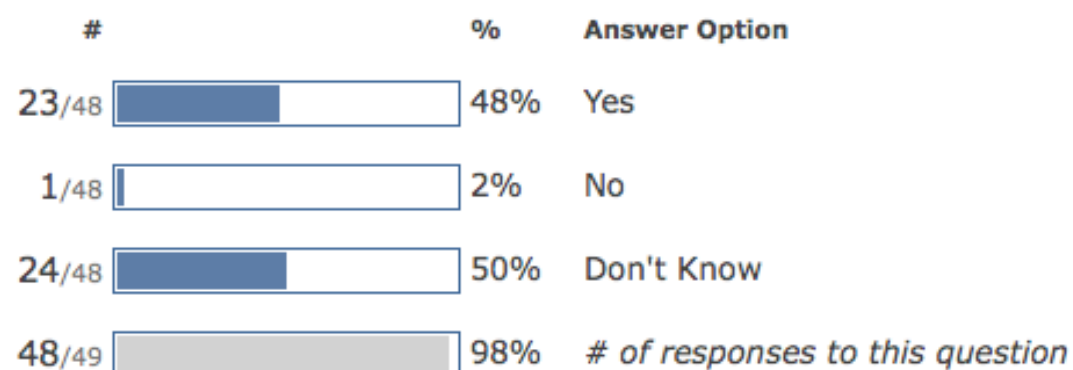 # % Answer Option
23/48 48% Yes
1/48 2% No
24/48 50% Don't Know
48/49 98% # of responses to this question